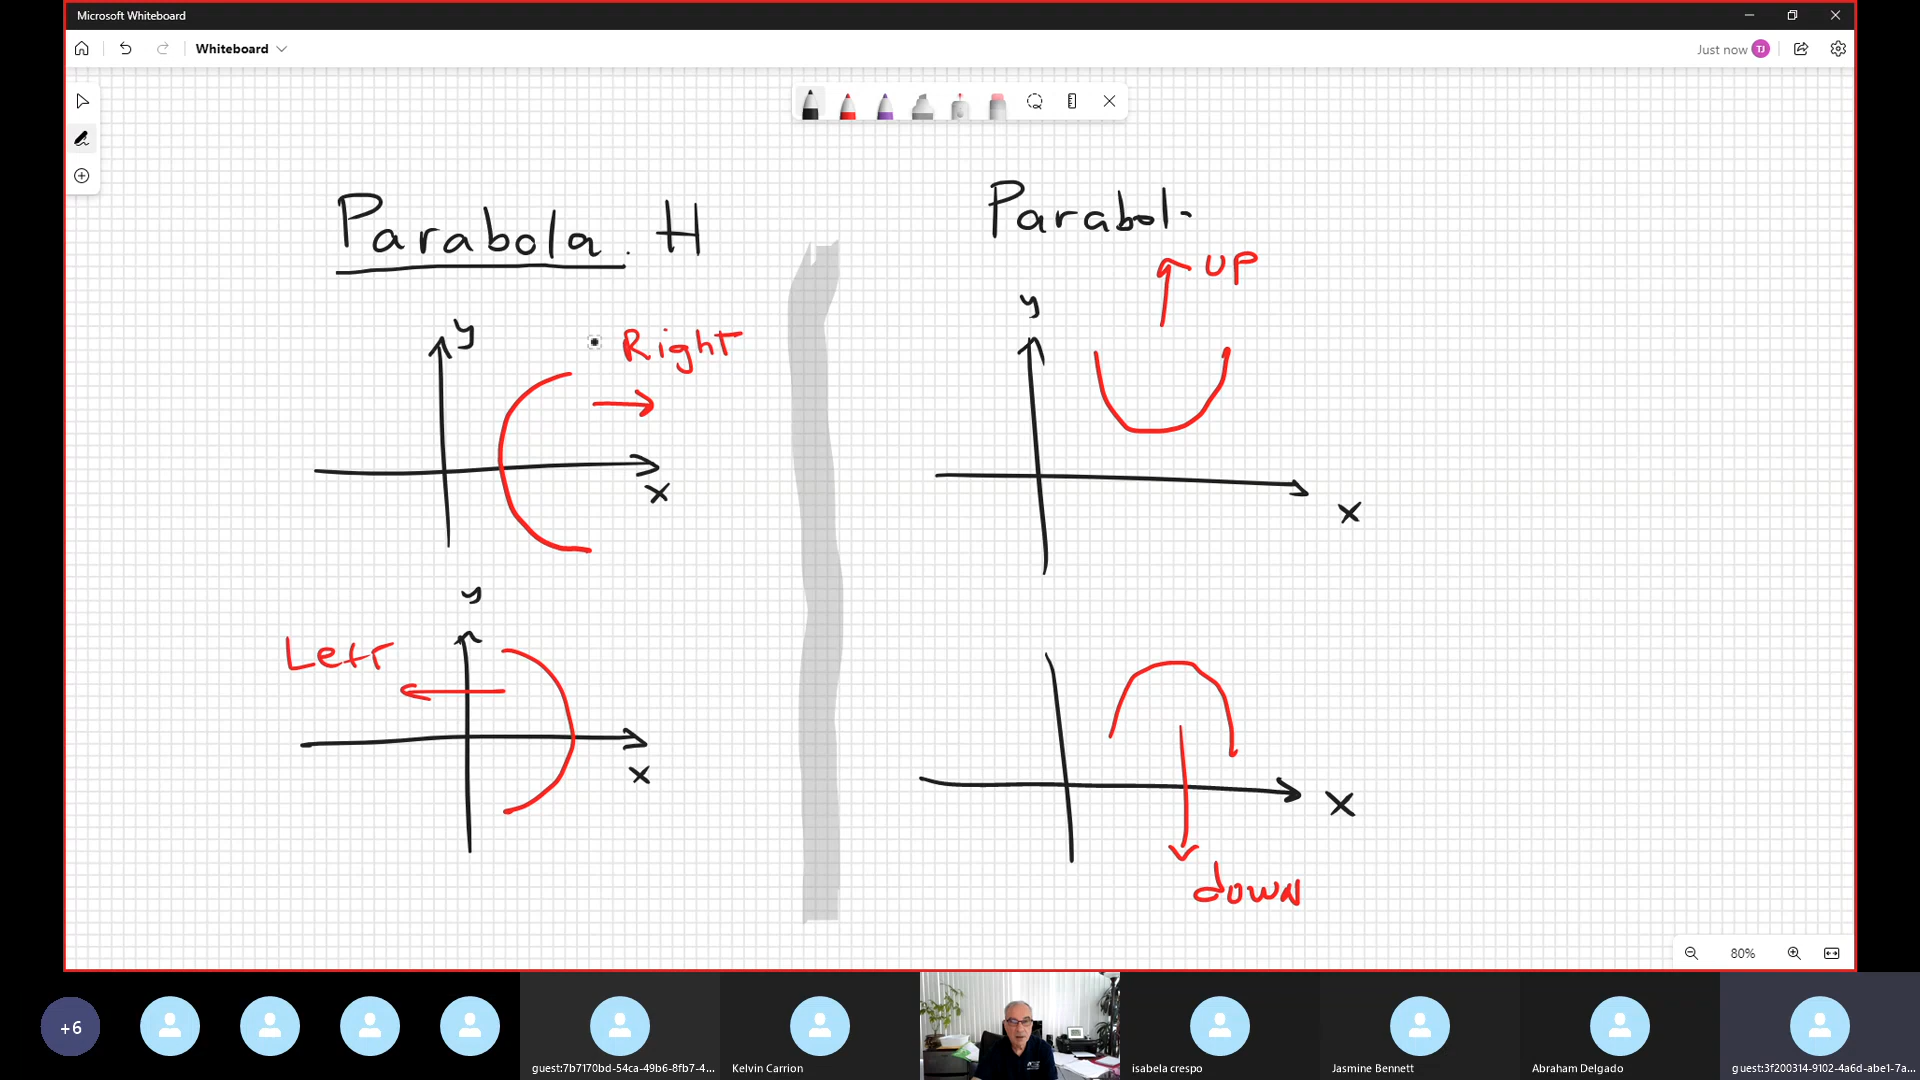 Microsoft Whiteboard
Whiteboard
Just now TJ
Parabola. H
Parabol
UP
y
y
Right
x
x
y
Left
x
x
down
80%
+6
guest:7b7170bd-54ca-49b6-8fb7-4...
Kelvin Carrion
isabela crespo
Jasmine Bennett
Abraham Delgado
guest:3f200314-9102-4a6d-abe1-7a...